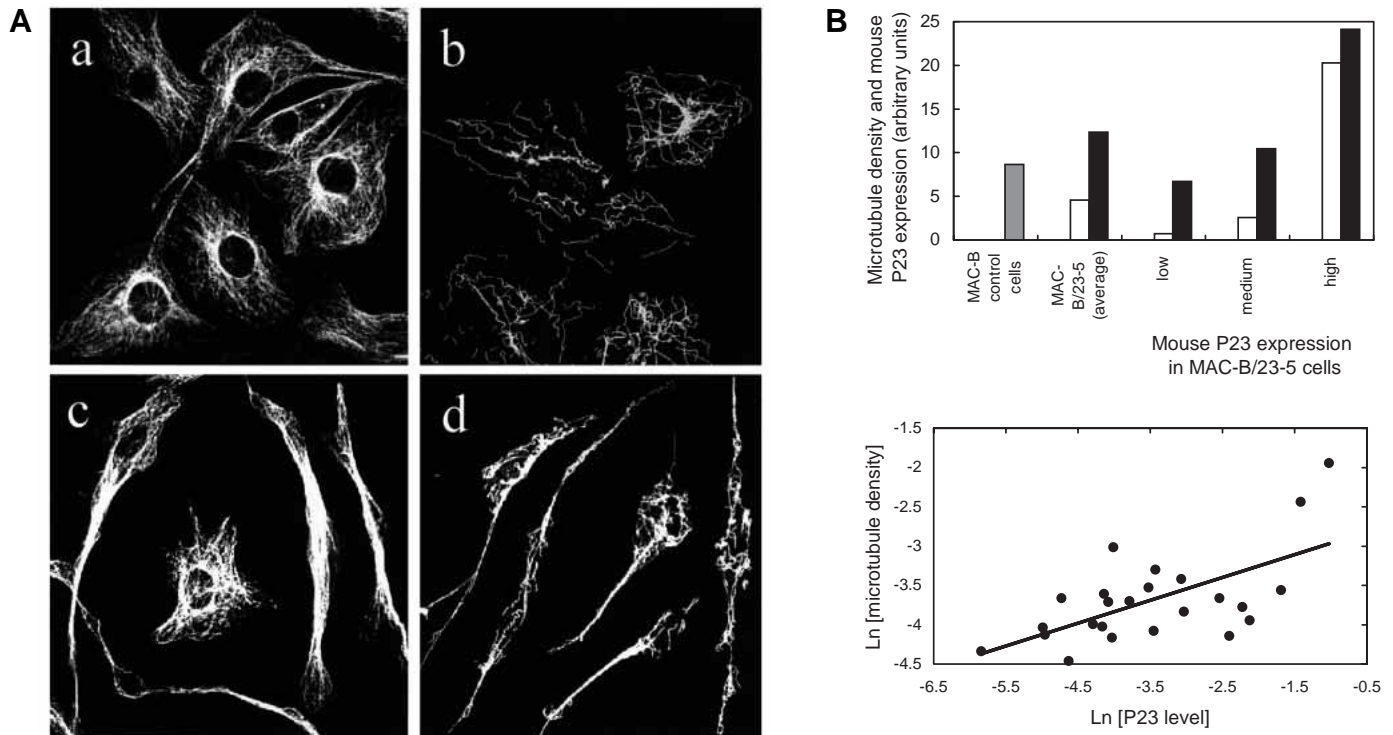 A
a
b
c
d
B
Microtubule density and mouse
P23 expression (arbitrary units)
25
20
15
10
5
0
MAC-B
control
cells
MAC-
B/23-5
(average)
low
medium
high
Mouse P23 expression
in MAC-B/23-5 cells
Ln [microtubule density]
-1.5
-2
-2.5
-3
-3.5
-4
-4.5
-6.5 -5.5 -4.5 -3.5 -2.5 -1.5 -0.5
Ln [P23 level]